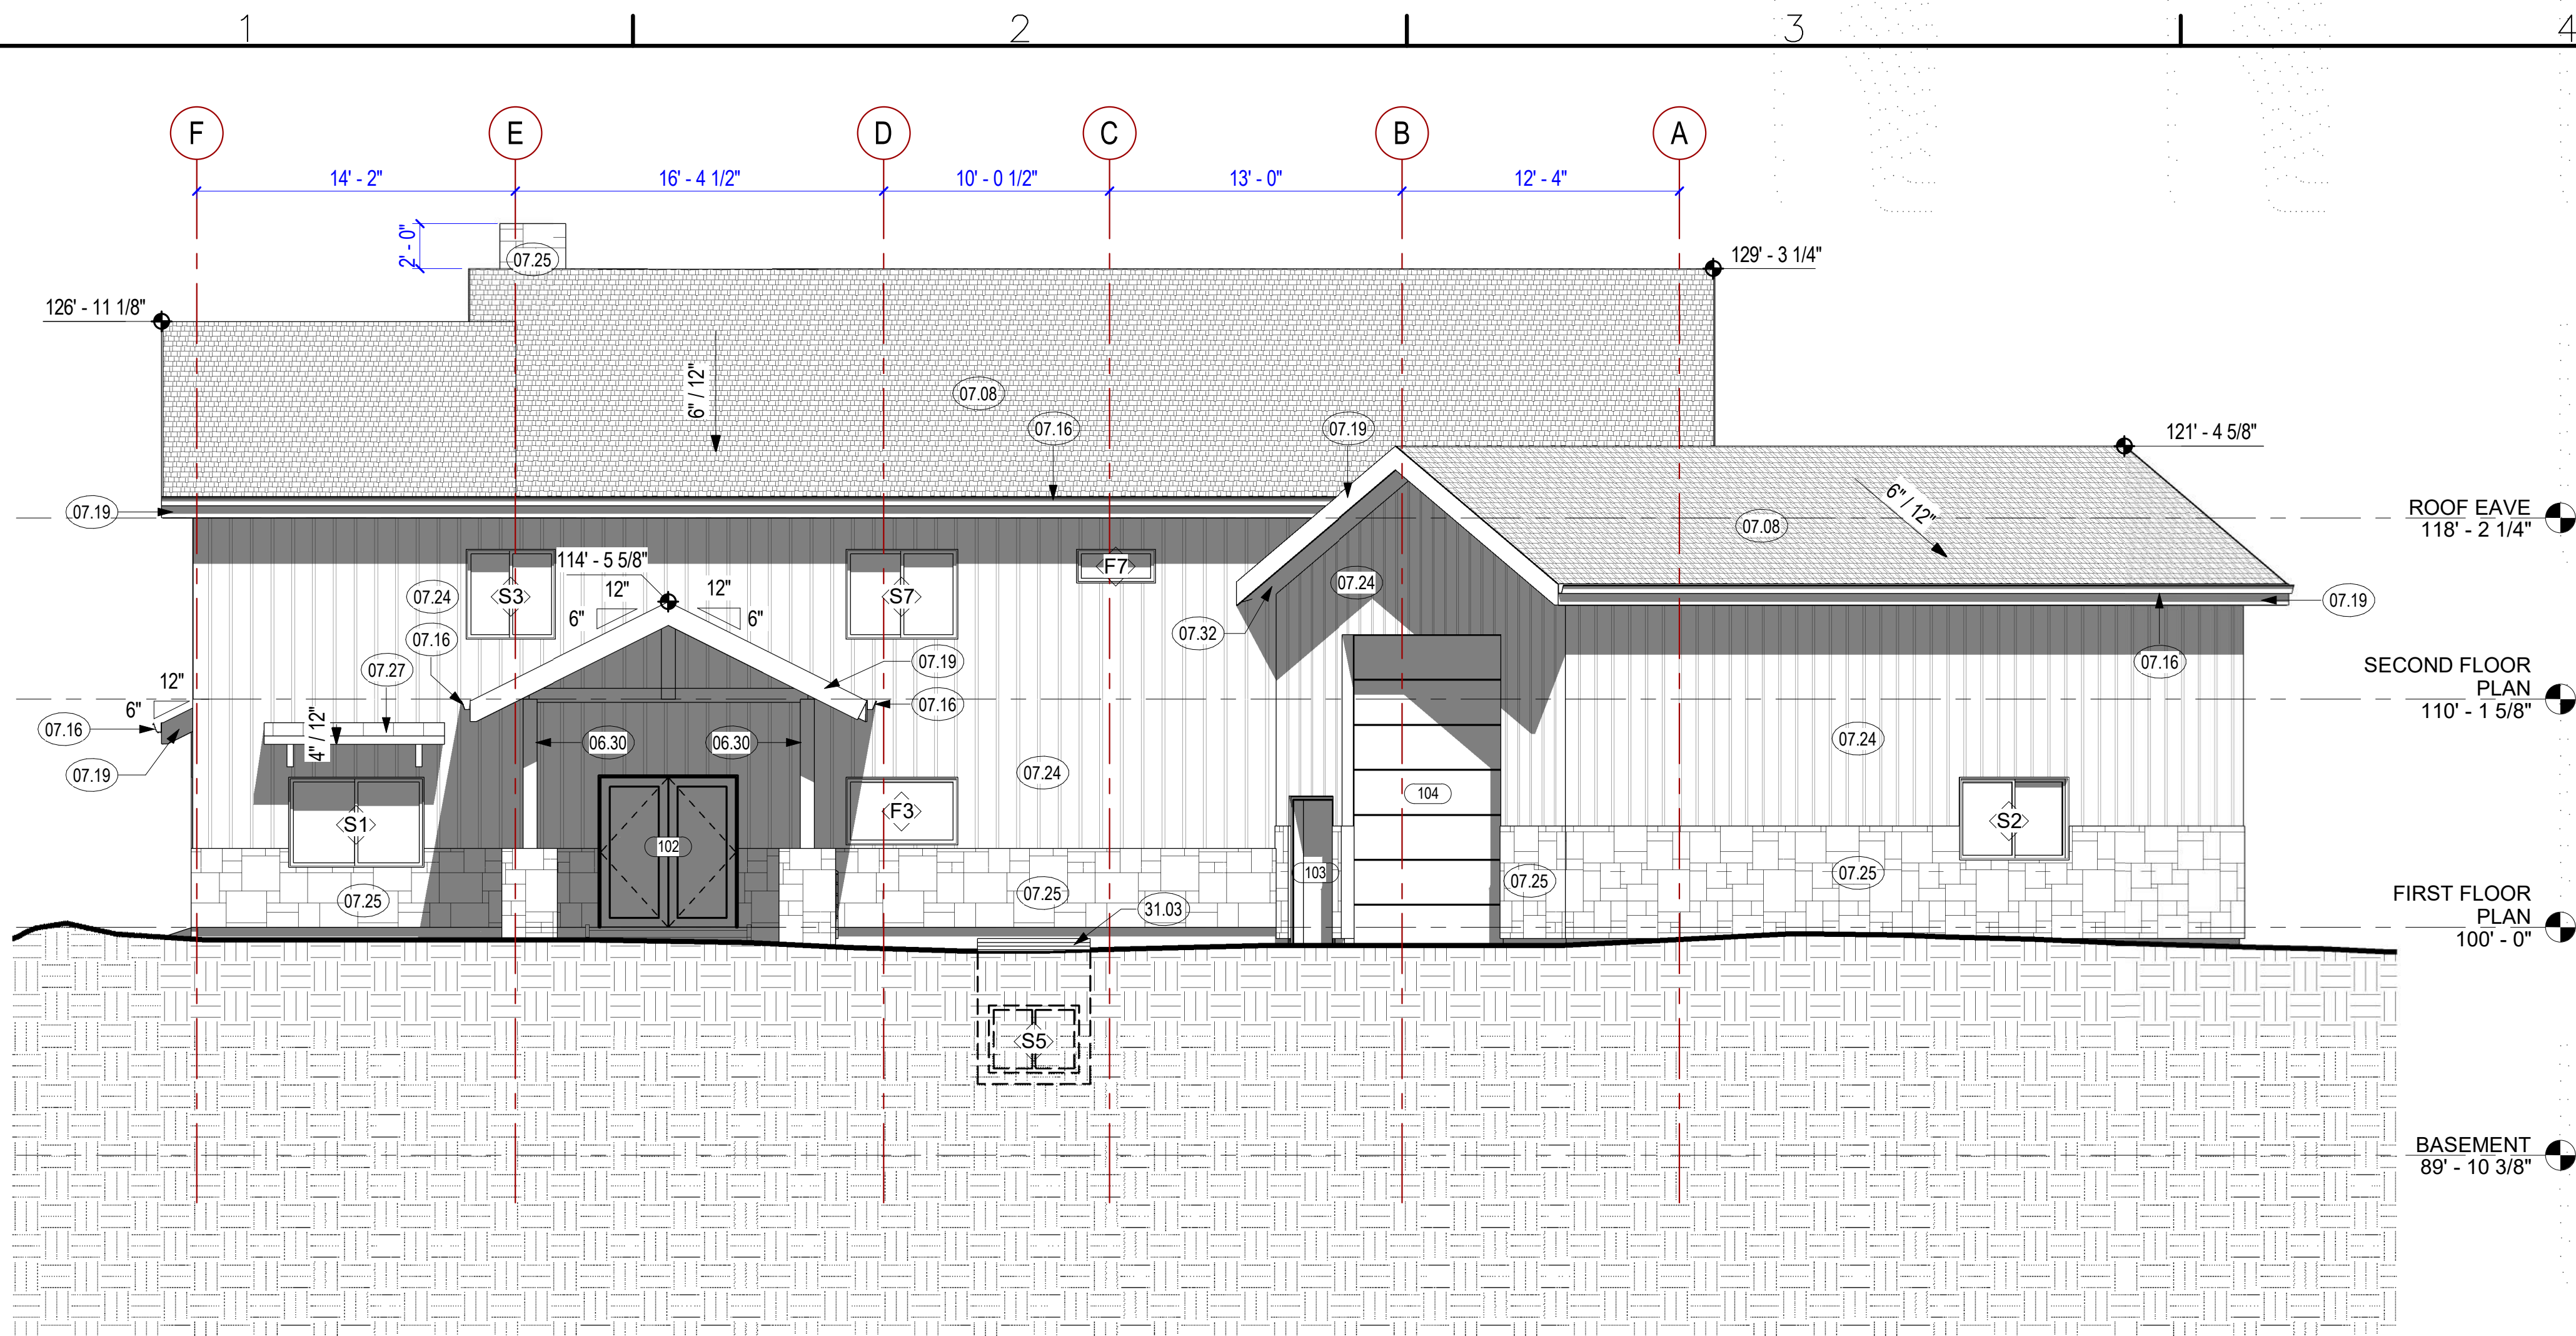 1
2
3
4
F
E
D
C
B
A
14' - 2"
16' - 4 1/2"
10' - 0 1/2"
13' - 0"
12' - 4"
2' - 0"
07.25
129' - 3 1/4"
126' - 11 1/8"
6" / 12"
07.08
07.16
07.19
121' - 4 5/8"
6" / 12"
07.08
07.19
ROOF EAVE
118' - 2 1/4"
114' - 5 5/8"
F7
S3
12"
12"
S7
07.24
07.24
6"
6"
07.19
07.16
07.32
07.27
07.19
07.16
SECOND FLOOR
PLAN
110' - 1 5/8"
12"
6"
07.16
07.16
4" / 12"
06.30
06.30
07.24
07.19
07.24
104
S1
F3
S2
102
103
07.25
07.25
07.25
07.25
31.03
FIRST FLOOR
PLAN
100' - 0"
S5
BASEMENT
89' - 10 3/8"